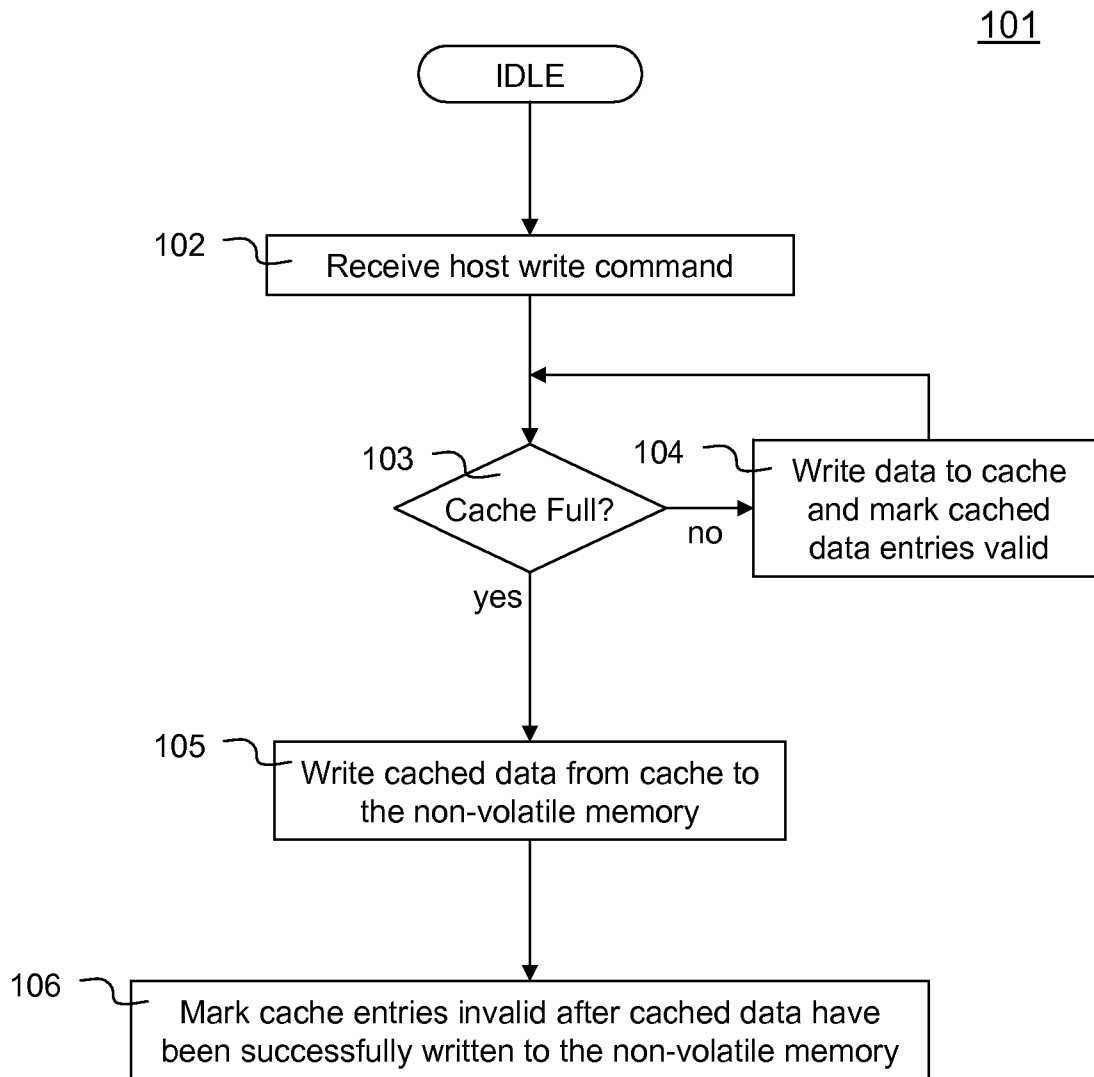 101
IDLE
102
Receive host write command
103
Cache Full?
no
yes
104
Write data to cache
and mark cached
data entries valid
105
Write cached data from cache to
the non-volatile memory
106
Mark cache entries invalid after cached data have
been successfully written to the non-volatile memory